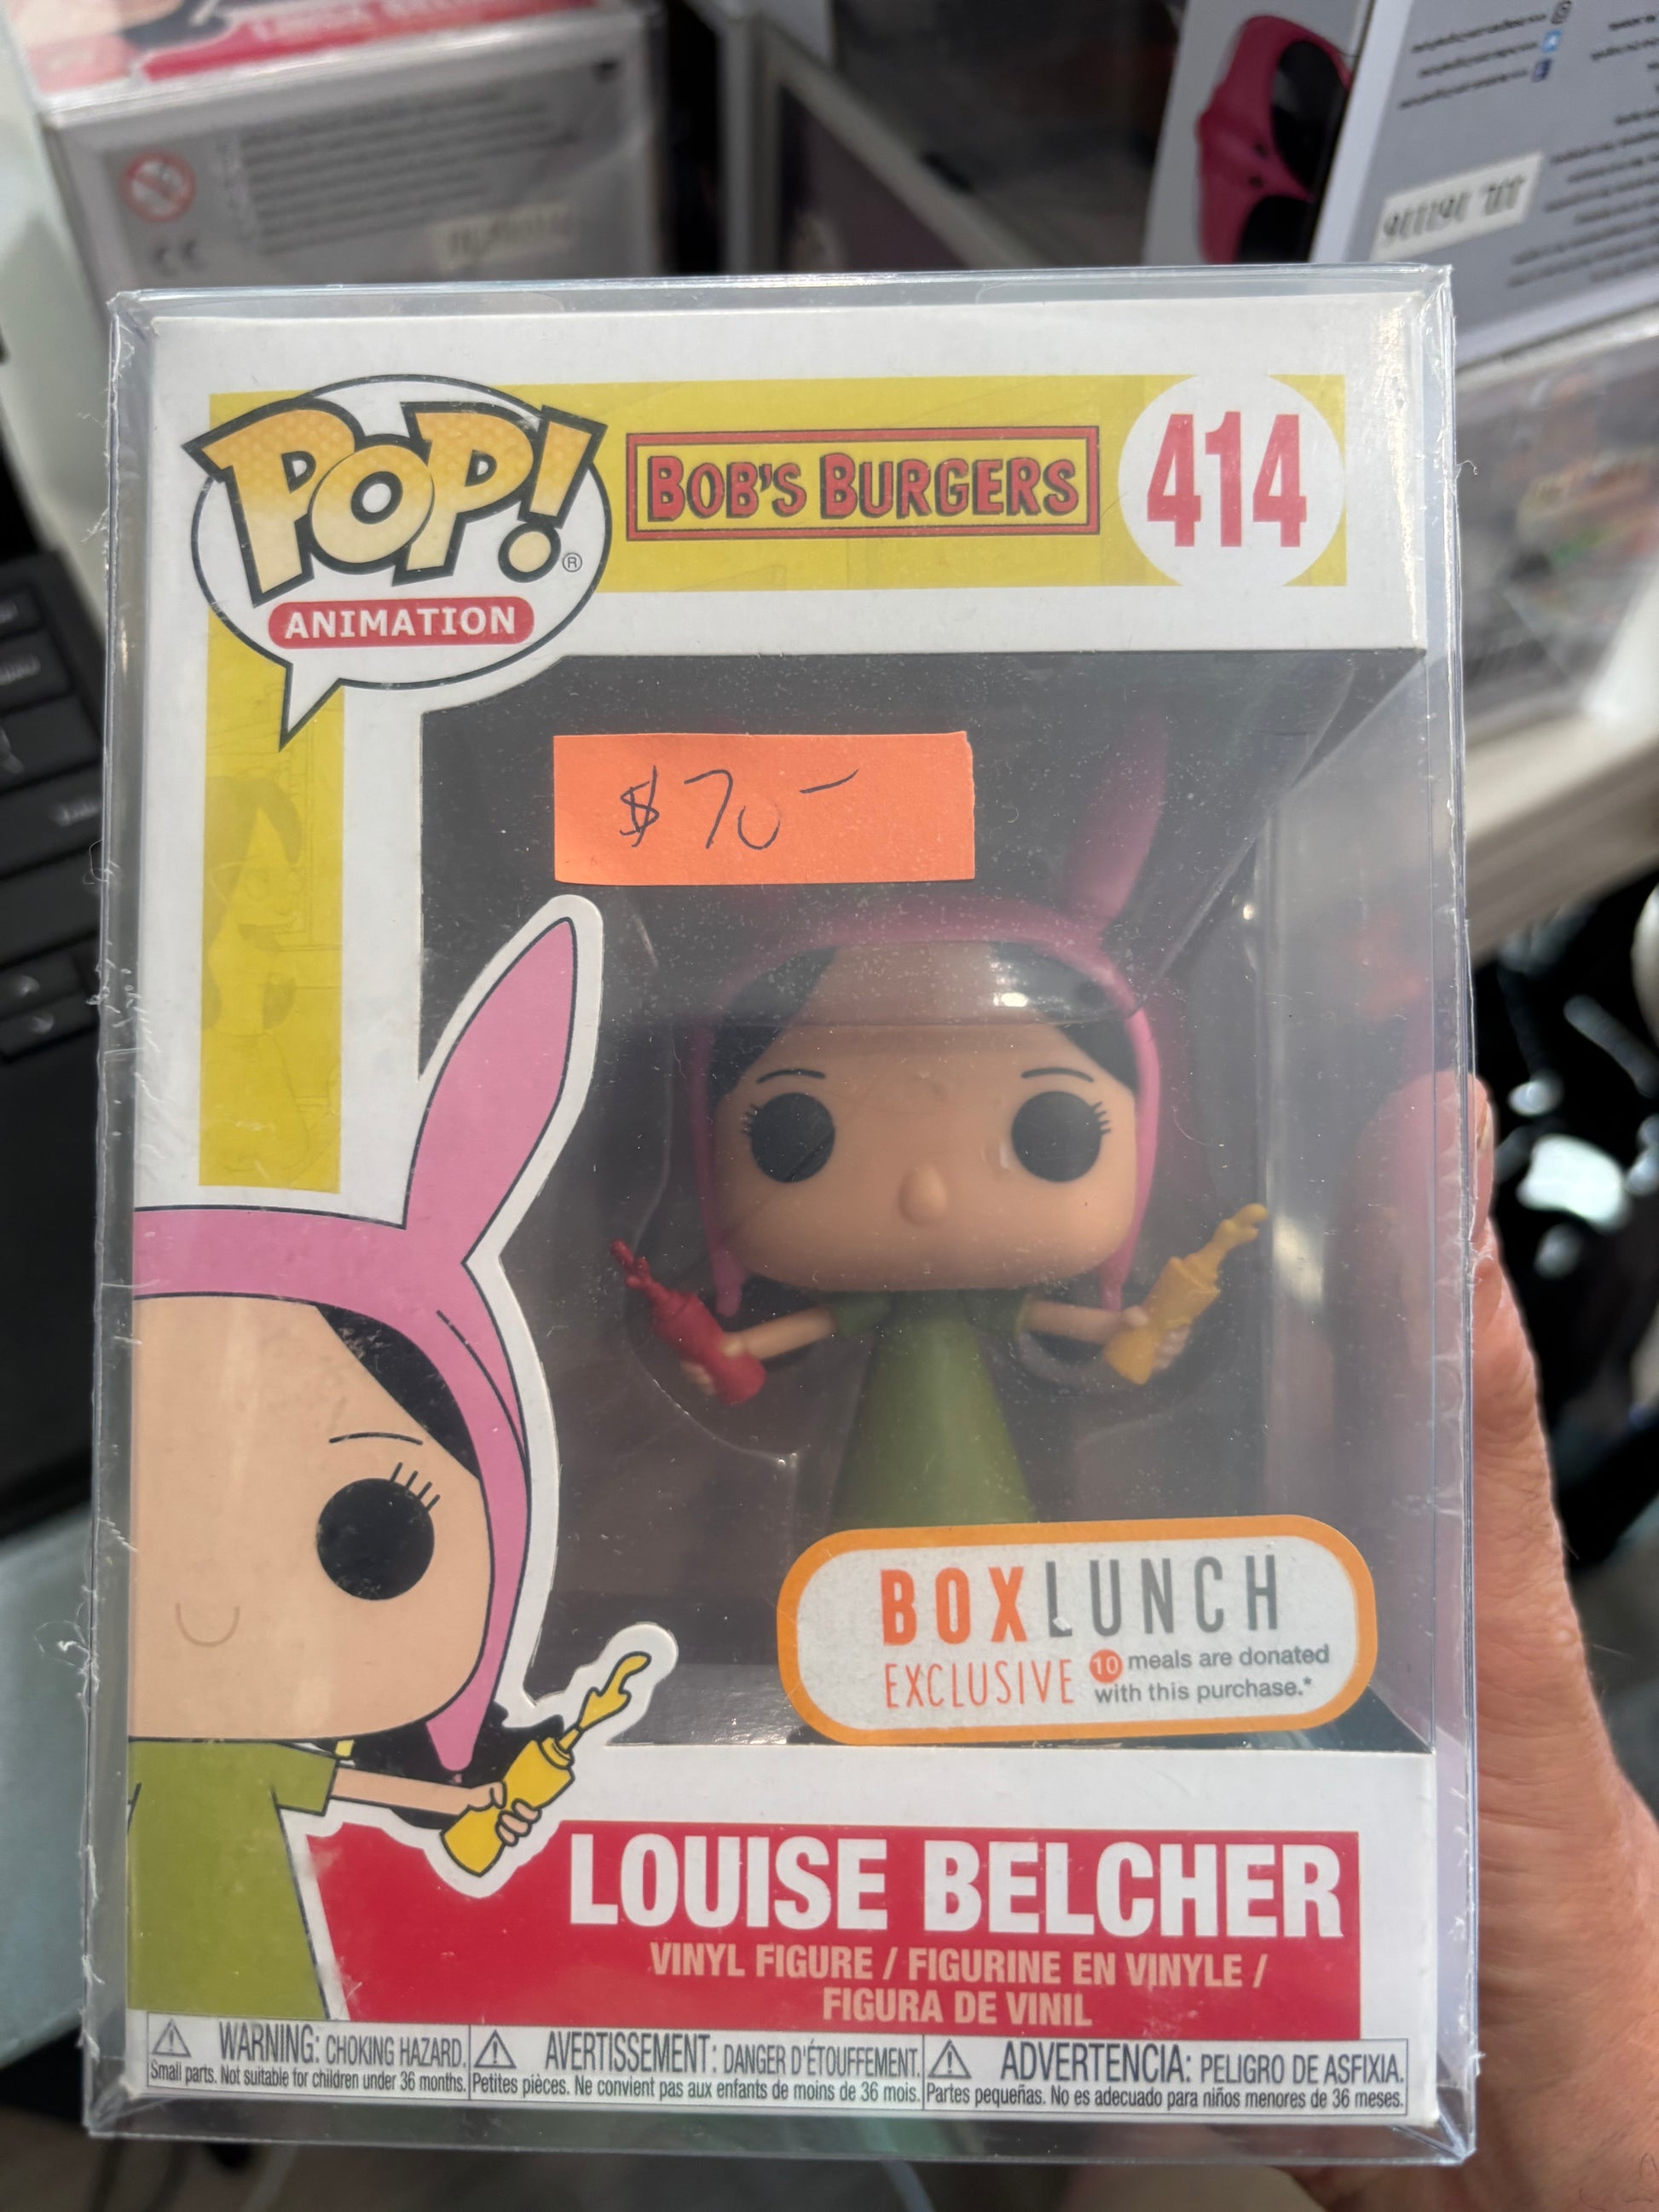 POP!®
ANIMATION
BOB'S BURGERS
414
$70-
BOXLUNCH
EXCLUSIVE
10 meals are donated
with this purchase.*
LOUISE BELCHER
VINYL FIGURE / FIGURINE EN VINYLE /
FIGURA DE VINIL
WARNING: CHOKING HAZARD.
Small parts. Not suitable for children under 36 months.
AVERTISSEMENT: DANGER D'ÉTOUFFEMENT.
Petites pièces. Ne convient pas aux enfants de moins de 36 mois.
ADVERTENCIA: PELIGRO DE ASFIXIA.
Partes pequeñas. No es adecuado para niños menores de 36 meses.